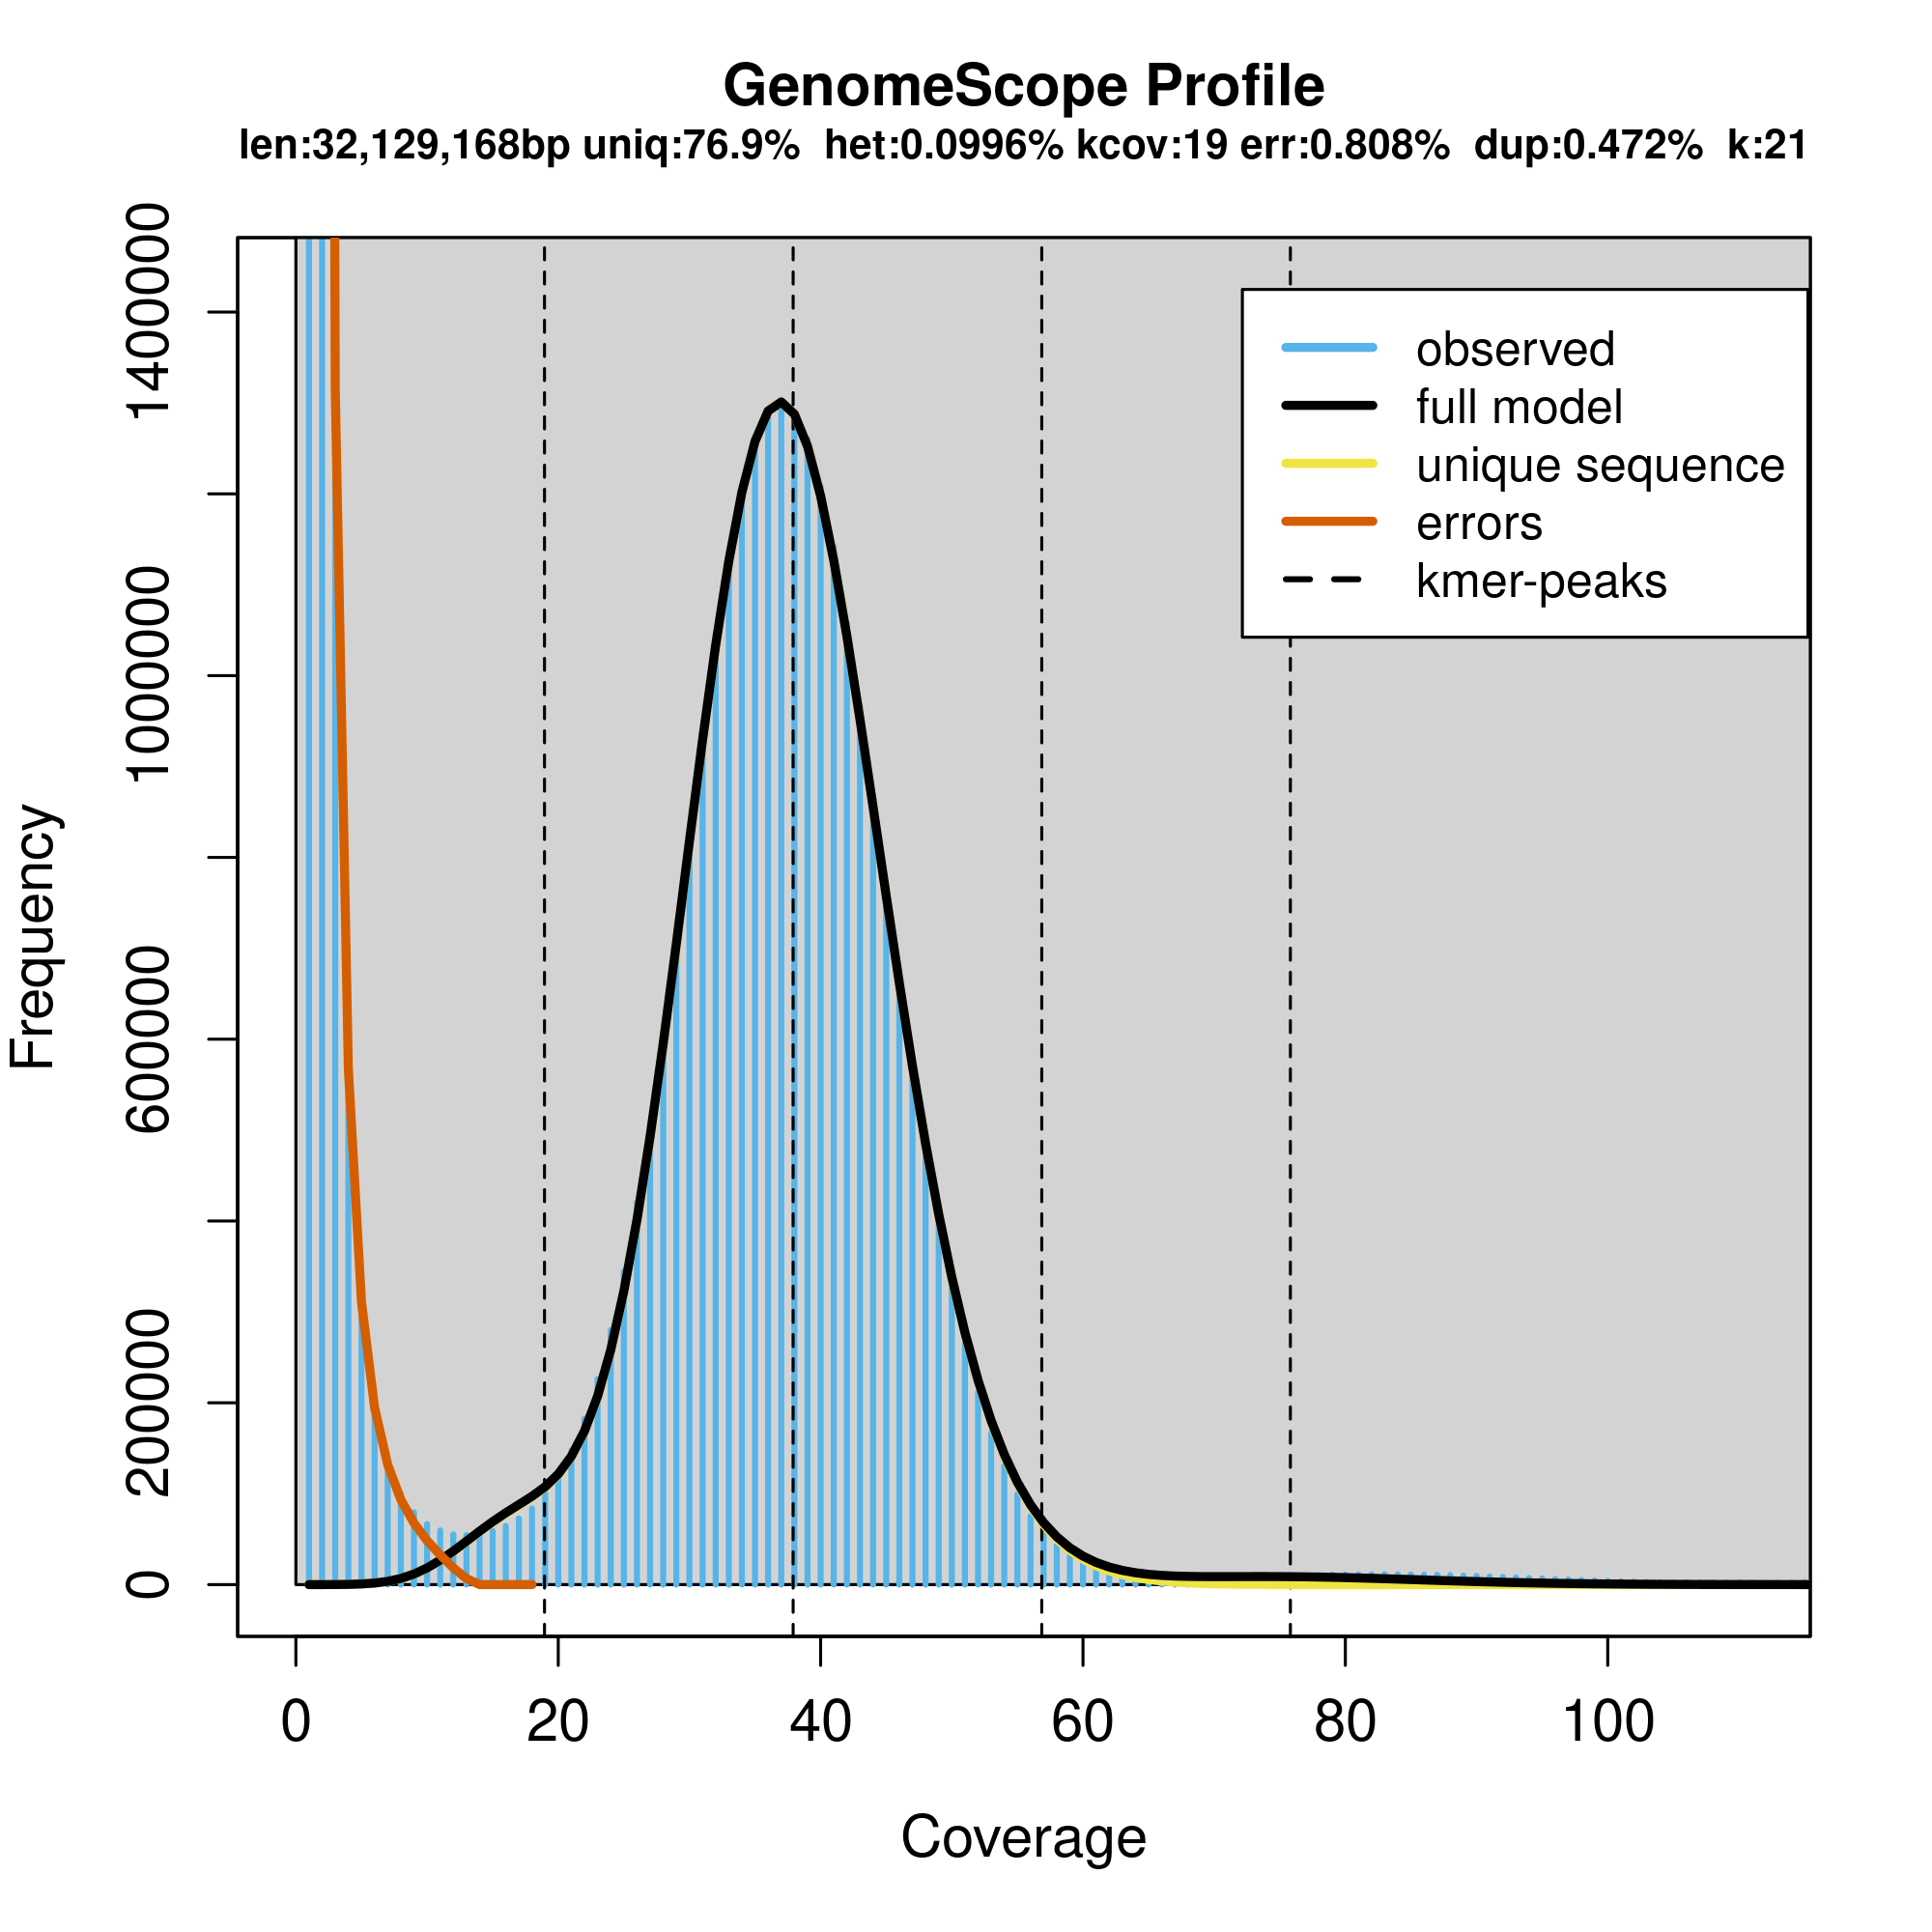 GenomeScope Profile
len:32,129,168bp uniq:76.9% het:0.0996% kcov:19 err:0.808% dup:0.472% k:21
observed
full model
unique sequence
errors
kmer-peaks
Frequency
1400000
1000000
600000
200000
0
0 20 40 60 80 100
Coverage